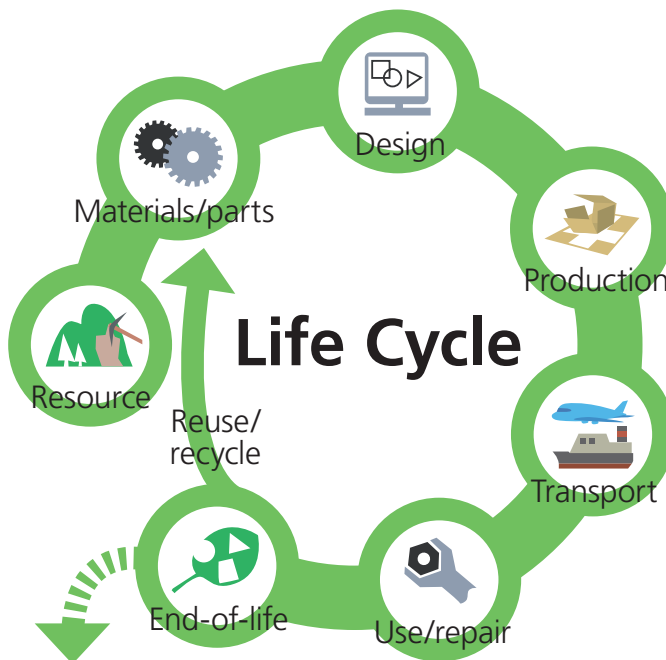 Design
Materials/parts
Production
Life Cycle
Resource
Reuse/
recycle
Transport
End-of-life
Use/repair